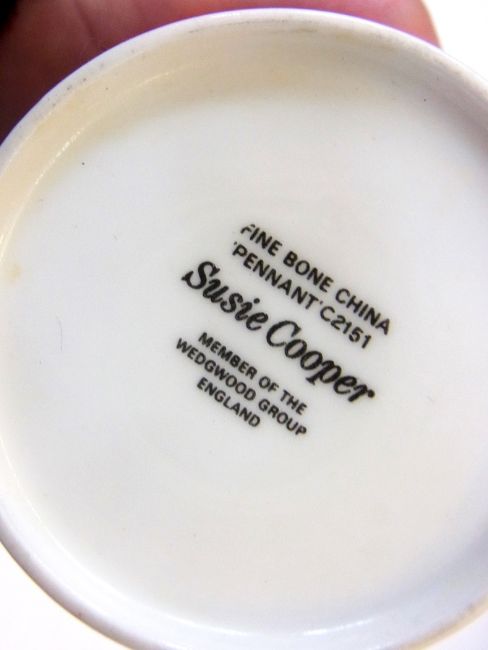 FINE BONE CHINA
'PENNANT' C2151
Susie Cooper
MEMBER OF THE
WEDGWOOD GROUP
ENGLAND